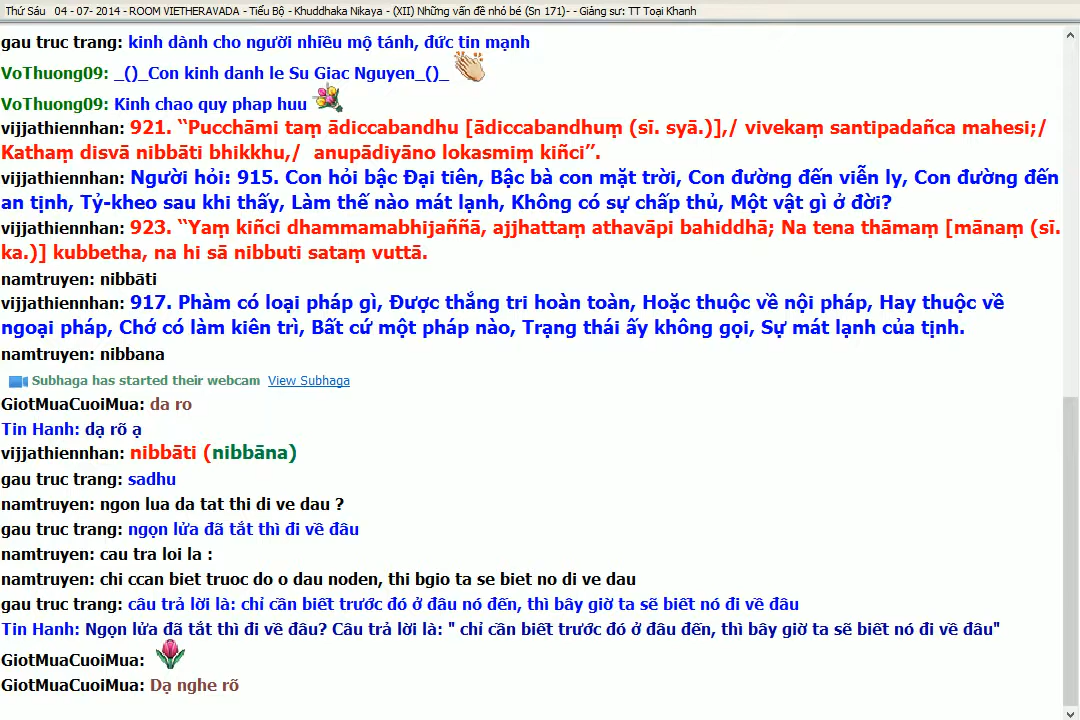 Thứ Sáu 04 - 07- 2014 - ROOM VIETHERAVADA - Tiểu Bộ - Khuddhaka Nikaya - (XII) Những vấn đề nhỏ bé (Sn 171)- - Giảng sư: TT Toại Khanh
gau truc trang: kinh dành cho người nhiều mộ tánh, đức tin mạnh
VoThuong09: _()_Con kinh danh le Su Giac Nguyen_()_
VoThuong09: Kinh chao quy phap huu
vijjathiennhan: 921. “Pucchāmi taṃ ādiccabandhu [ādiccabandhuṃ (sī. syā.)],/ vivekaṃ santipadañca mahesi;/
Kathaṃ disvā nibbāti bhikkhu,/ anupādiyāno lokasmiṃ kiñci”.
vijjathiennhan: Người hỏi: 915. Con hỏi bậc Đại tiên, Bậc bà con mặt trời, Con đường đến viễn ly, Con đường đến
an tịnh, Tỷ-kheo sau khi thấy, Làm thế nào mát lạnh, Không có sự chấp thủ, Một vật gì ở đời?
vijjathiennhan: 923. “Yaṃ kiñci dhammamabhijaññā, ajjhattaṃ athavāpi bahiddhā; Na tena thāmaṃ [mānaṃ (sī.
ka.)] kubbetha, na hi sā nibbuti sataṃ vuttā.
namtruyen: nibbāti
vijjathiennhan: 917. Phàm có loại pháp gì, Được thắng tri hoàn toàn, Hoặc thuộc về nội pháp, Hay thuộc về
ngoại pháp, Chớ có làm kiên trì, Bất cứ một pháp nào, Trạng thái ấy không gọi, Sự mát lạnh của tịnh.
namtruyen: nibbana
Subhaga has started their webcam View Subhaga
GiotMuaCuoiMua: da ro
Tin Hanh: dạ rõ ạ
vijjathiennhan: nibbāti (nibbāna)
gau truc trang: sadhu
namtruyen: ngon lua da tat thi di ve dau ?
gau truc trang: ngọn lửa đã tắt thì đi về đâu
namtruyen: cau tra loi la :
namtruyen: chi ccan biet truoc do o dau noden, thi bgio ta se biet no di ve dau
gau truc trang: câu trả lời là: chỉ cần biết trước đó ở đâu nó đến, thì bây giờ ta sẽ biết nó đi về đâu
Tin Hanh: Ngọn lửa đã tắt thì đi về đâu? Câu trả lời là: " chỉ cần biết trước đó ở đâu đến, thì bây giờ ta sẽ biết nó đi về đâu"
GiotMuaCuoiMua:
GiotMuaCuoiMua: Dạ nghe rõ